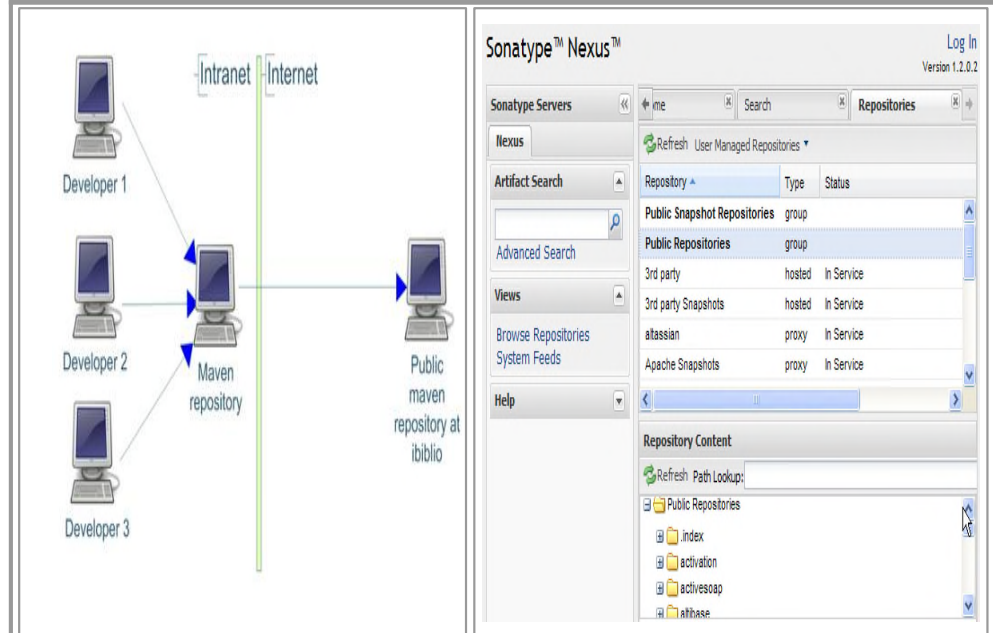 Intranet Internet
Developer 1
Developer 2
Maven
repository
Public
maven
repository at
ibiblio
Developer 3
Sonatype™ Nexus™
Log In
Version 1.2.0.2
Sonatype Servers
Nexus
Artifact Search
Advanced Search
Views
Browse Repositories
System Feeds
Help
ome Search Repositories
Refresh User Managed Repositories
Repository Type Status
Public Snapshot Repositories group
Public Repositories group
3rd party hosted In Service
3rd party Snapshots hosted In Service
atlassian proxy In Service
Apache Snapshots proxy In Service
Repository Content
Refresh Path Lookup:
Public Repositories
.index
activation
activesoap
altibase